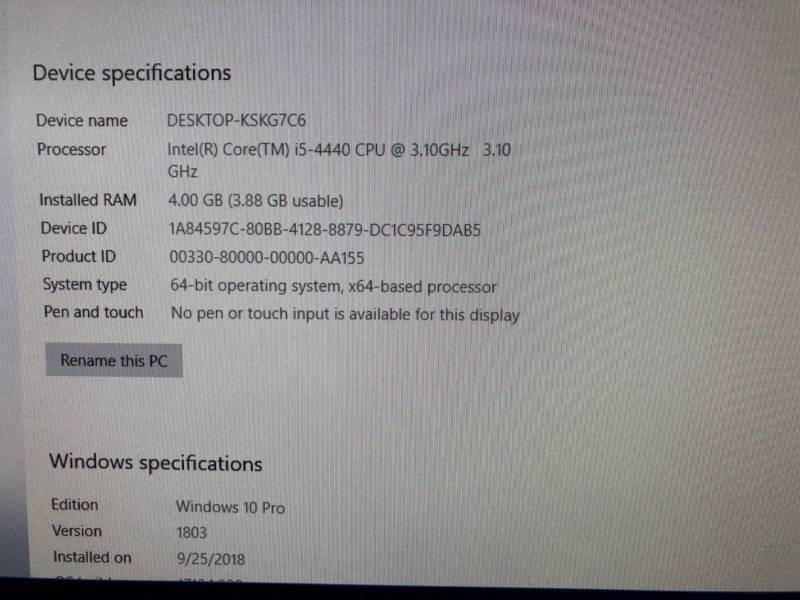 Device specifications
Device name DESKTOP-KSKG7C6
Processor Intel(R) Core(TM) i5-4440 CPU @ 3.10GHz 3.10
GHz
Installed RAM 4.00 GB (3.88 GB usable)
Device ID 1A84597C-80BB-4128-8879-DC1C95F9DAB5
Product ID 00330-80000-00000-AA155
System type 64-bit operating system, x64-based processor
Pen and touch No pen or touch input is available for this display
Rename this PC
Windows specifications
Edition Windows 10 Pro
Version 1803
Installed on 9/25/2018